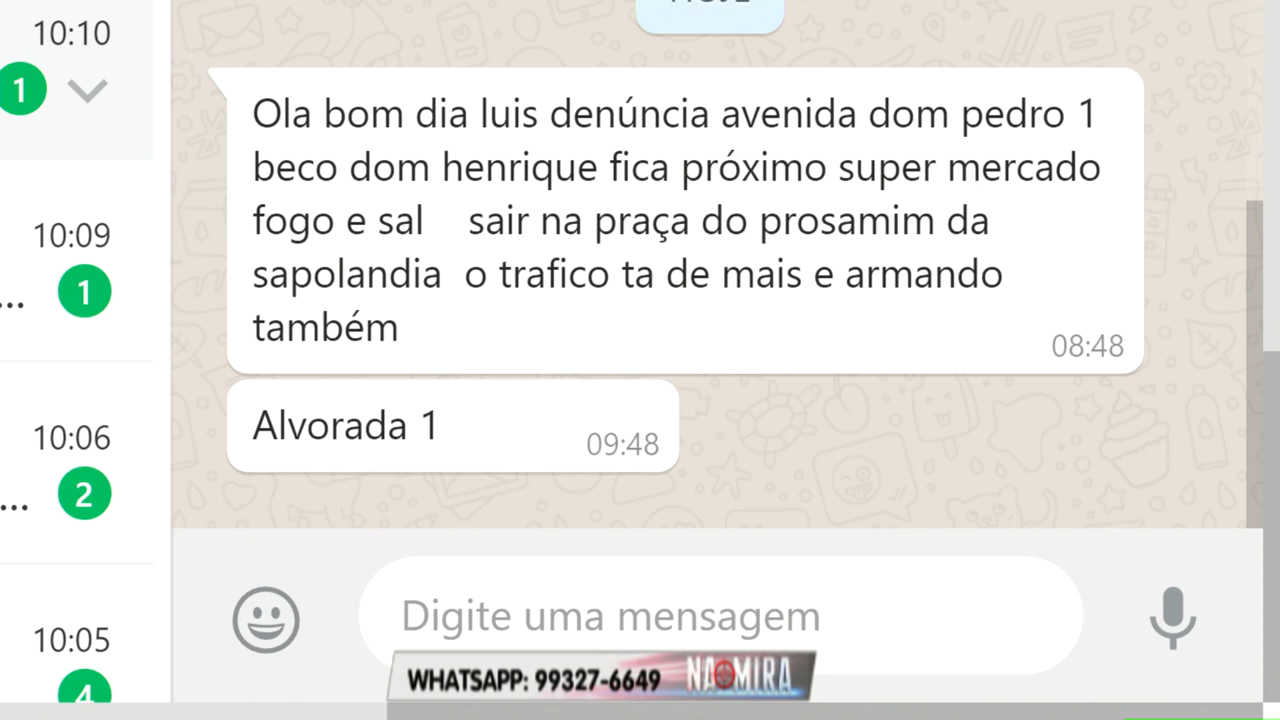 10:10
1
Ola bom dia luis denúncia avenida dom pedro 1
beco dom henrique fica próximo super mercado
fogo e sal sair na praça do prosamim da
sapolandia o trafico ta de mais e armando
também
08:48
Alvorada 1
09:48
10:09
1
...
10:06
2
...
10:05
4
Digite uma mensagem
WHATSAPP: 99327-6649 NA MIRA